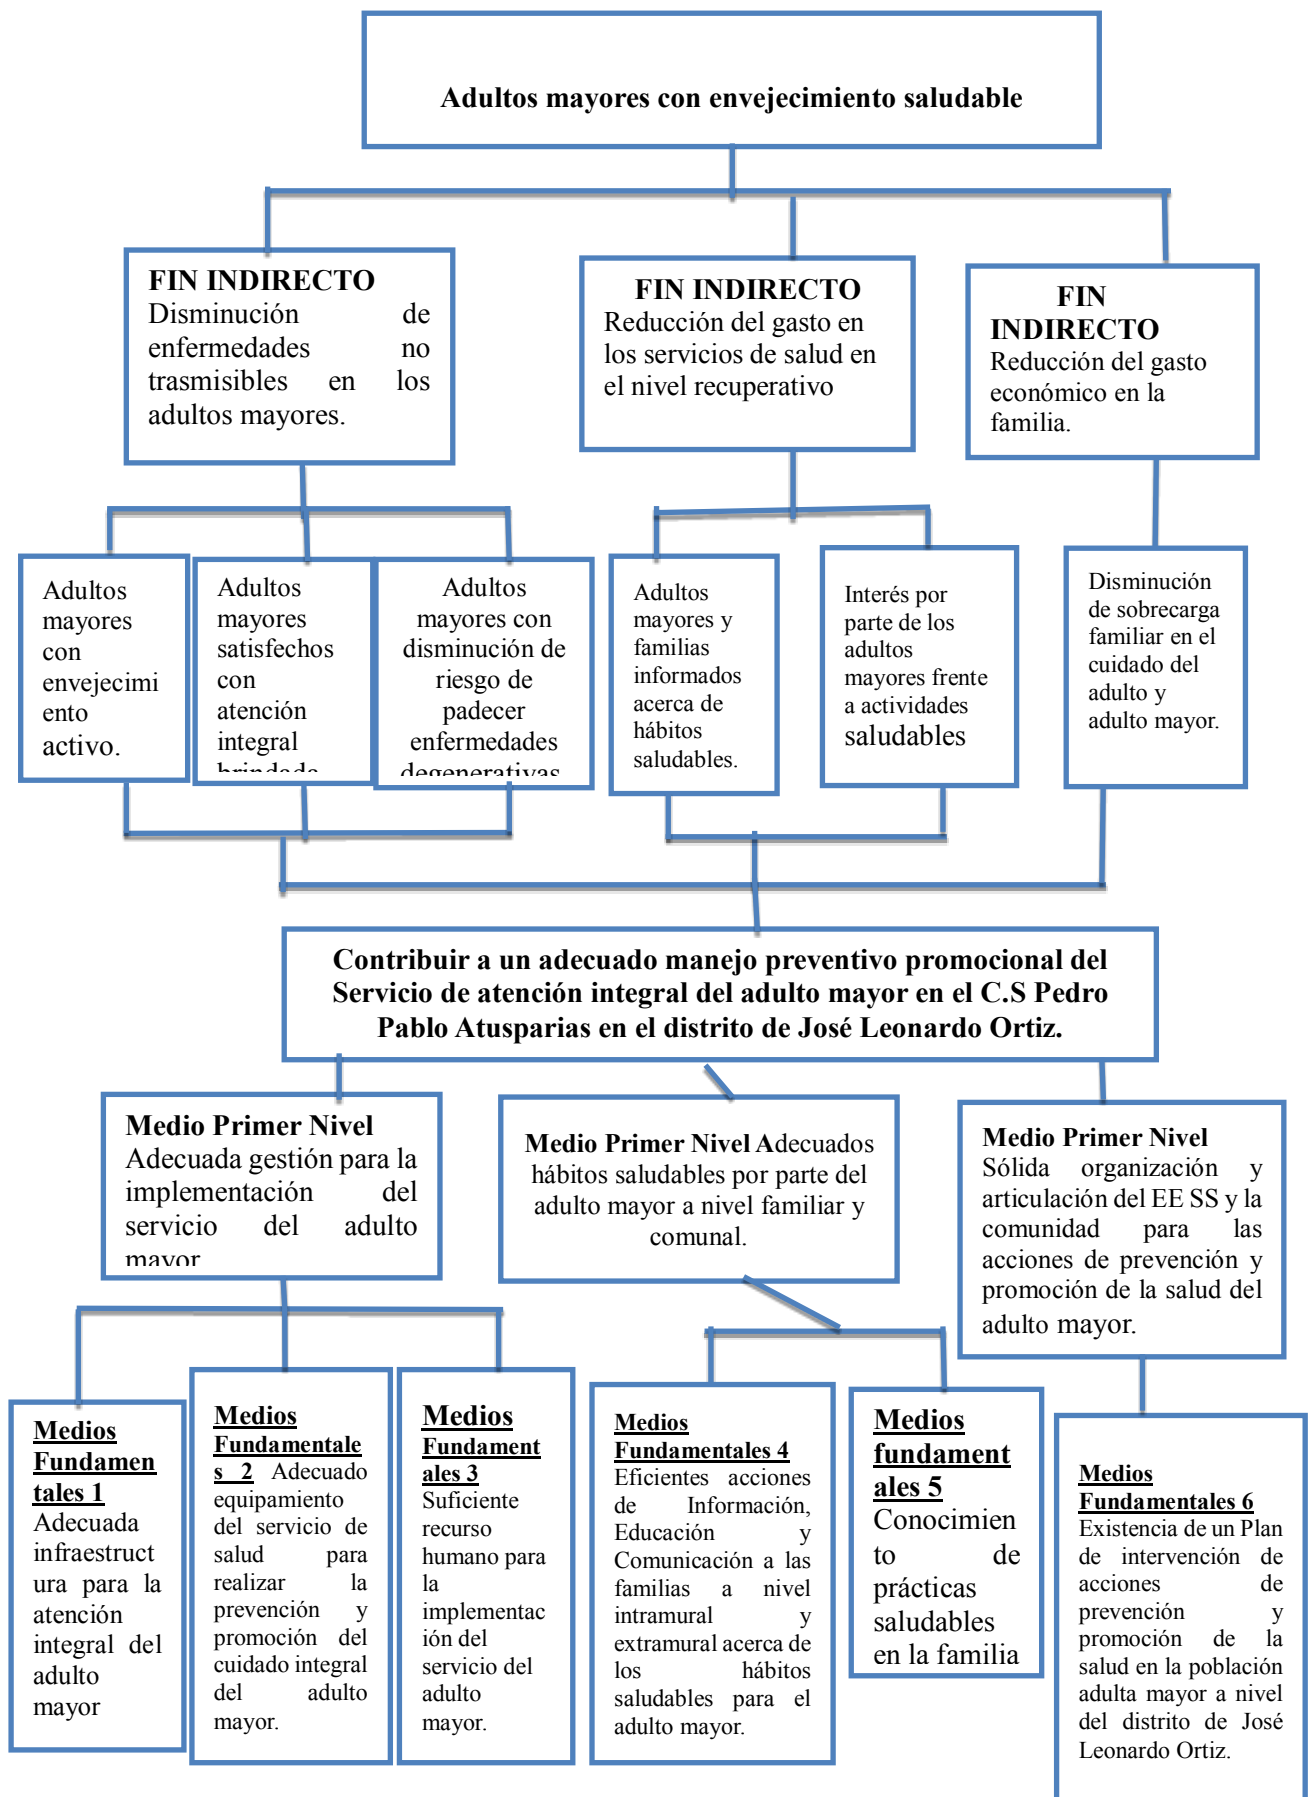 Adultos mayores con envejecimiento saludable
FIN INDIRECTO
Disminución de
enfermedades no
trasmisibles en los
adultos mayores.
FIN INDIRECTO
Reducción del gasto en
los servicios de salud en
el nivel recuperativo
FIN
INDIRECTO
Reducción del gasto
económico en la
familia.
Adultos
mayores
con
envejecimi
ento
activo.
Adultos
mayores
satisfechos
con
atención
integral
brindada
Adultos
mayores con
disminución de
riesgo de
padecer
enfermedades
degenerativas
Adultos
mayores y
familias
informados
acerca de
hábitos
saludables.
Interés por
parte de los
adultos
mayores frente
a actividades
saludables
Disminución
de sobrecarga
familiar en el
cuidado del
adulto y
adulto mayor.
Contribuir a un adecuado manejo preventivo promocional del
Servicio de atención integral del adulto mayor en el C.S Pedro
Pablo Atusparias en el distrito de José Leonardo Ortiz.
Medio Primer Nivel
Adecuada gestión para la
implementación del
servicio del adulto
mayor
Medio Primer Nivel Adecuados
hábitos saludables por parte del
adulto mayor a nivel familiar y
comunal.
Medio Primer Nivel
Sólida organización y
articulación del EE SS y la
comunidad para las
acciones de prevención y
promoción de la salud del
adulto mayor.
Medios
Fundamen
tales 1
Adecuada
infraestruct
ura para la
atención
integral del
adulto
mayor
Medios
Fundamentale
s 2 Adecuado
equipamiento
del servicio de
salud para
realizar la
prevención y
promoción del
cuidado integral
del adulto
mayor.
Medios
Fundament
ales 3
Suficiente
recurso
humano para
la
implementac
ión del
servicio del
adulto
mayor.
Medios
Fundamentales 4
Eficientes acciones
de Información,
Educación y
Comunicación a las
familias a nivel
intramural y
extramural acerca de
los hábitos
saludables para el
adulto mayor.
Medios
fundament
ales 5
Conocimien
to de
prácticas
saludables
en la familia
Medios
Fundamentales 6
Existencia de un Plan
de intervención de
acciones de
prevención y
promoción de la
salud en la población
adulta mayor a nivel
del distrito de José
Leonardo Ortiz.